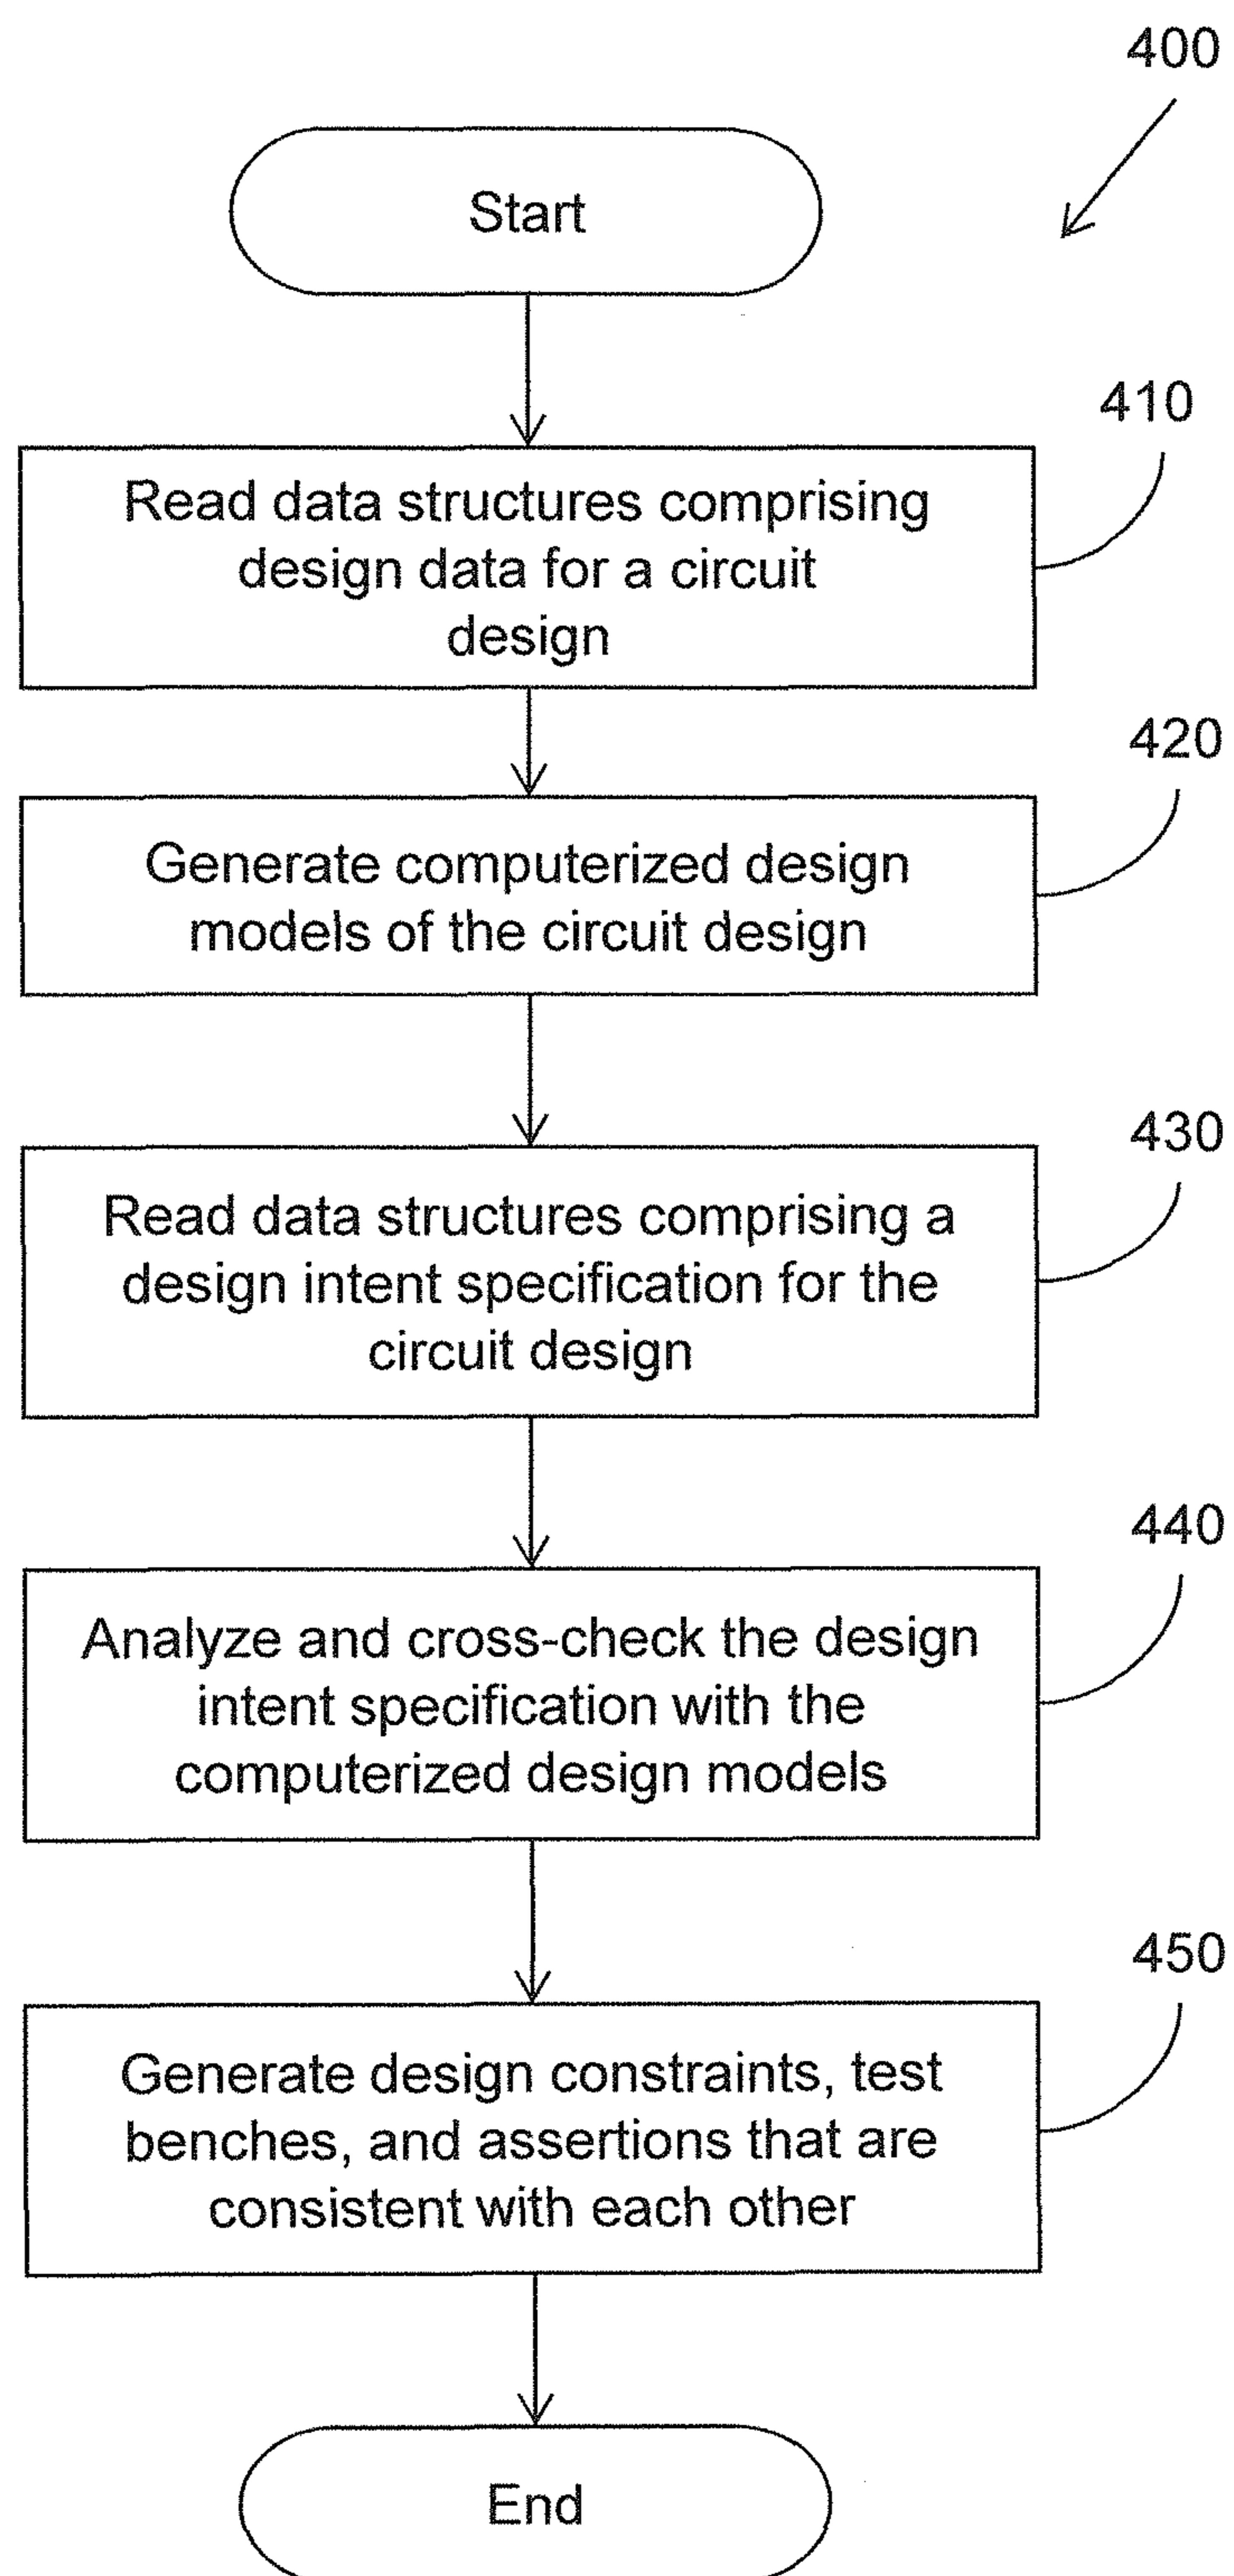 400
Start
410
Read data structures comprising
design data for a circuit
design
420
Generate computerized design
models of the circuit design
430
Read data structures comprising a
design intent specification for the
circuit design
440
Analyze and cross-check the design
intent specification with the
computerized design models
450
Generate design constraints, test
benches, and assertions that are
consistent with each other
End